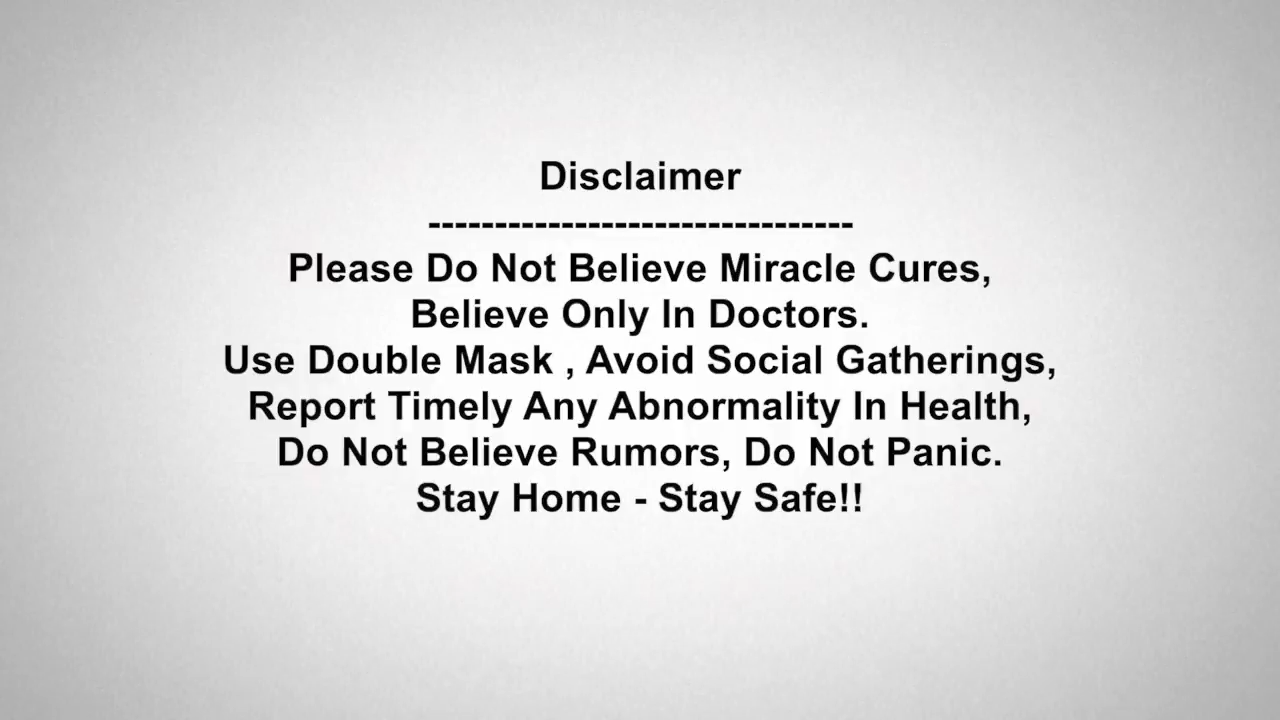 Disclaimer
--------------------------------
Please Do Not Believe Miracle Cures,
Believe Only In Doctors.
Use Double Mask , Avoid Social Gatherings,
Report Timely Any Abnormality In Health,
Do Not Believe Rumors, Do Not Panic.
Stay Home - Stay Safe!!